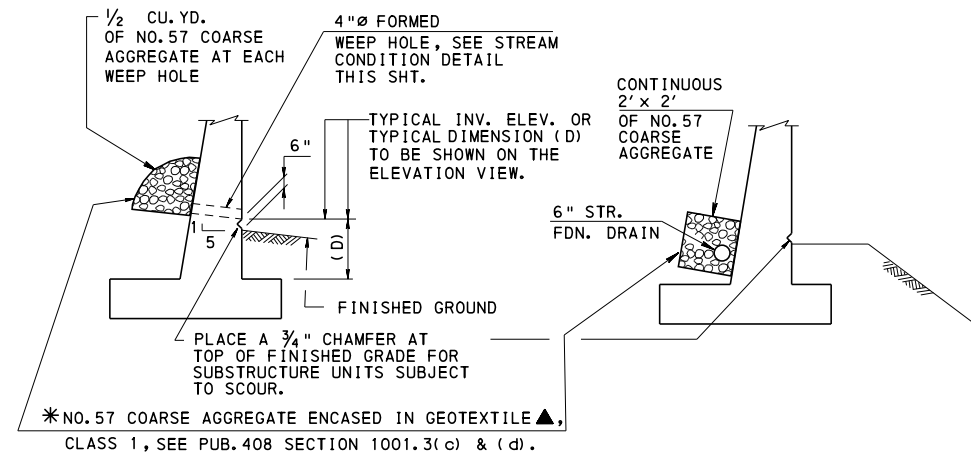 ½ CU.YD.
OF NO.57 COARSE
AGGREGATE AT EACH
WEEP HOLE
4"Ø FORMED
WEEP HOLE, SEE STREAM
CONDITION DETAIL
THIS SHT.
TYPICAL INV. ELEV. OR
TYPICAL DIMENSION (D)
TO BE SHOWN ON THE
ELEVATION VIEW.
6"
1
5
(D)
FINISHED GROUND
CONTINUOUS
2' x 2'
OF NO.57
COARSE
AGGREGATE
6" STR.
FDN. DRAIN
PLACE A ¾" CHAMFER AT
TOP OF FINISHED GRADE FOR
SUBSTRUCTURE UNITS SUBJECT
TO SCOUR.
*NO.57 COARSE AGGREGATE ENCASED IN GEOTEXTILE▲,
CLASS 1, SEE PUB.408 SECTION 1001.3(c) & (d).